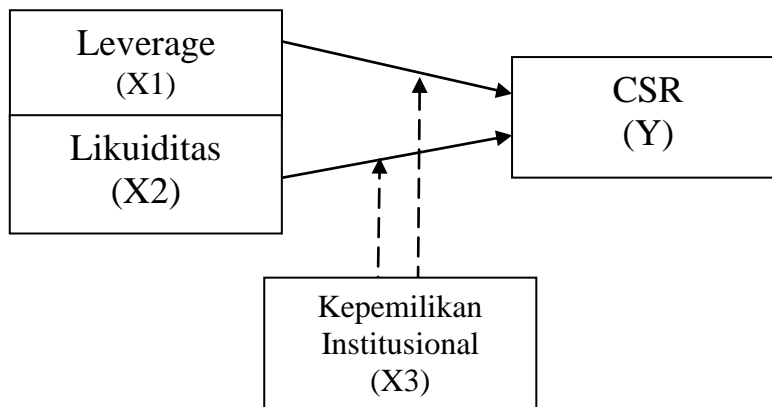 Leverage
(X1)
Likuiditas
(X2)
CSR
(Y)
Kepemilikan
Institusional
(X3)